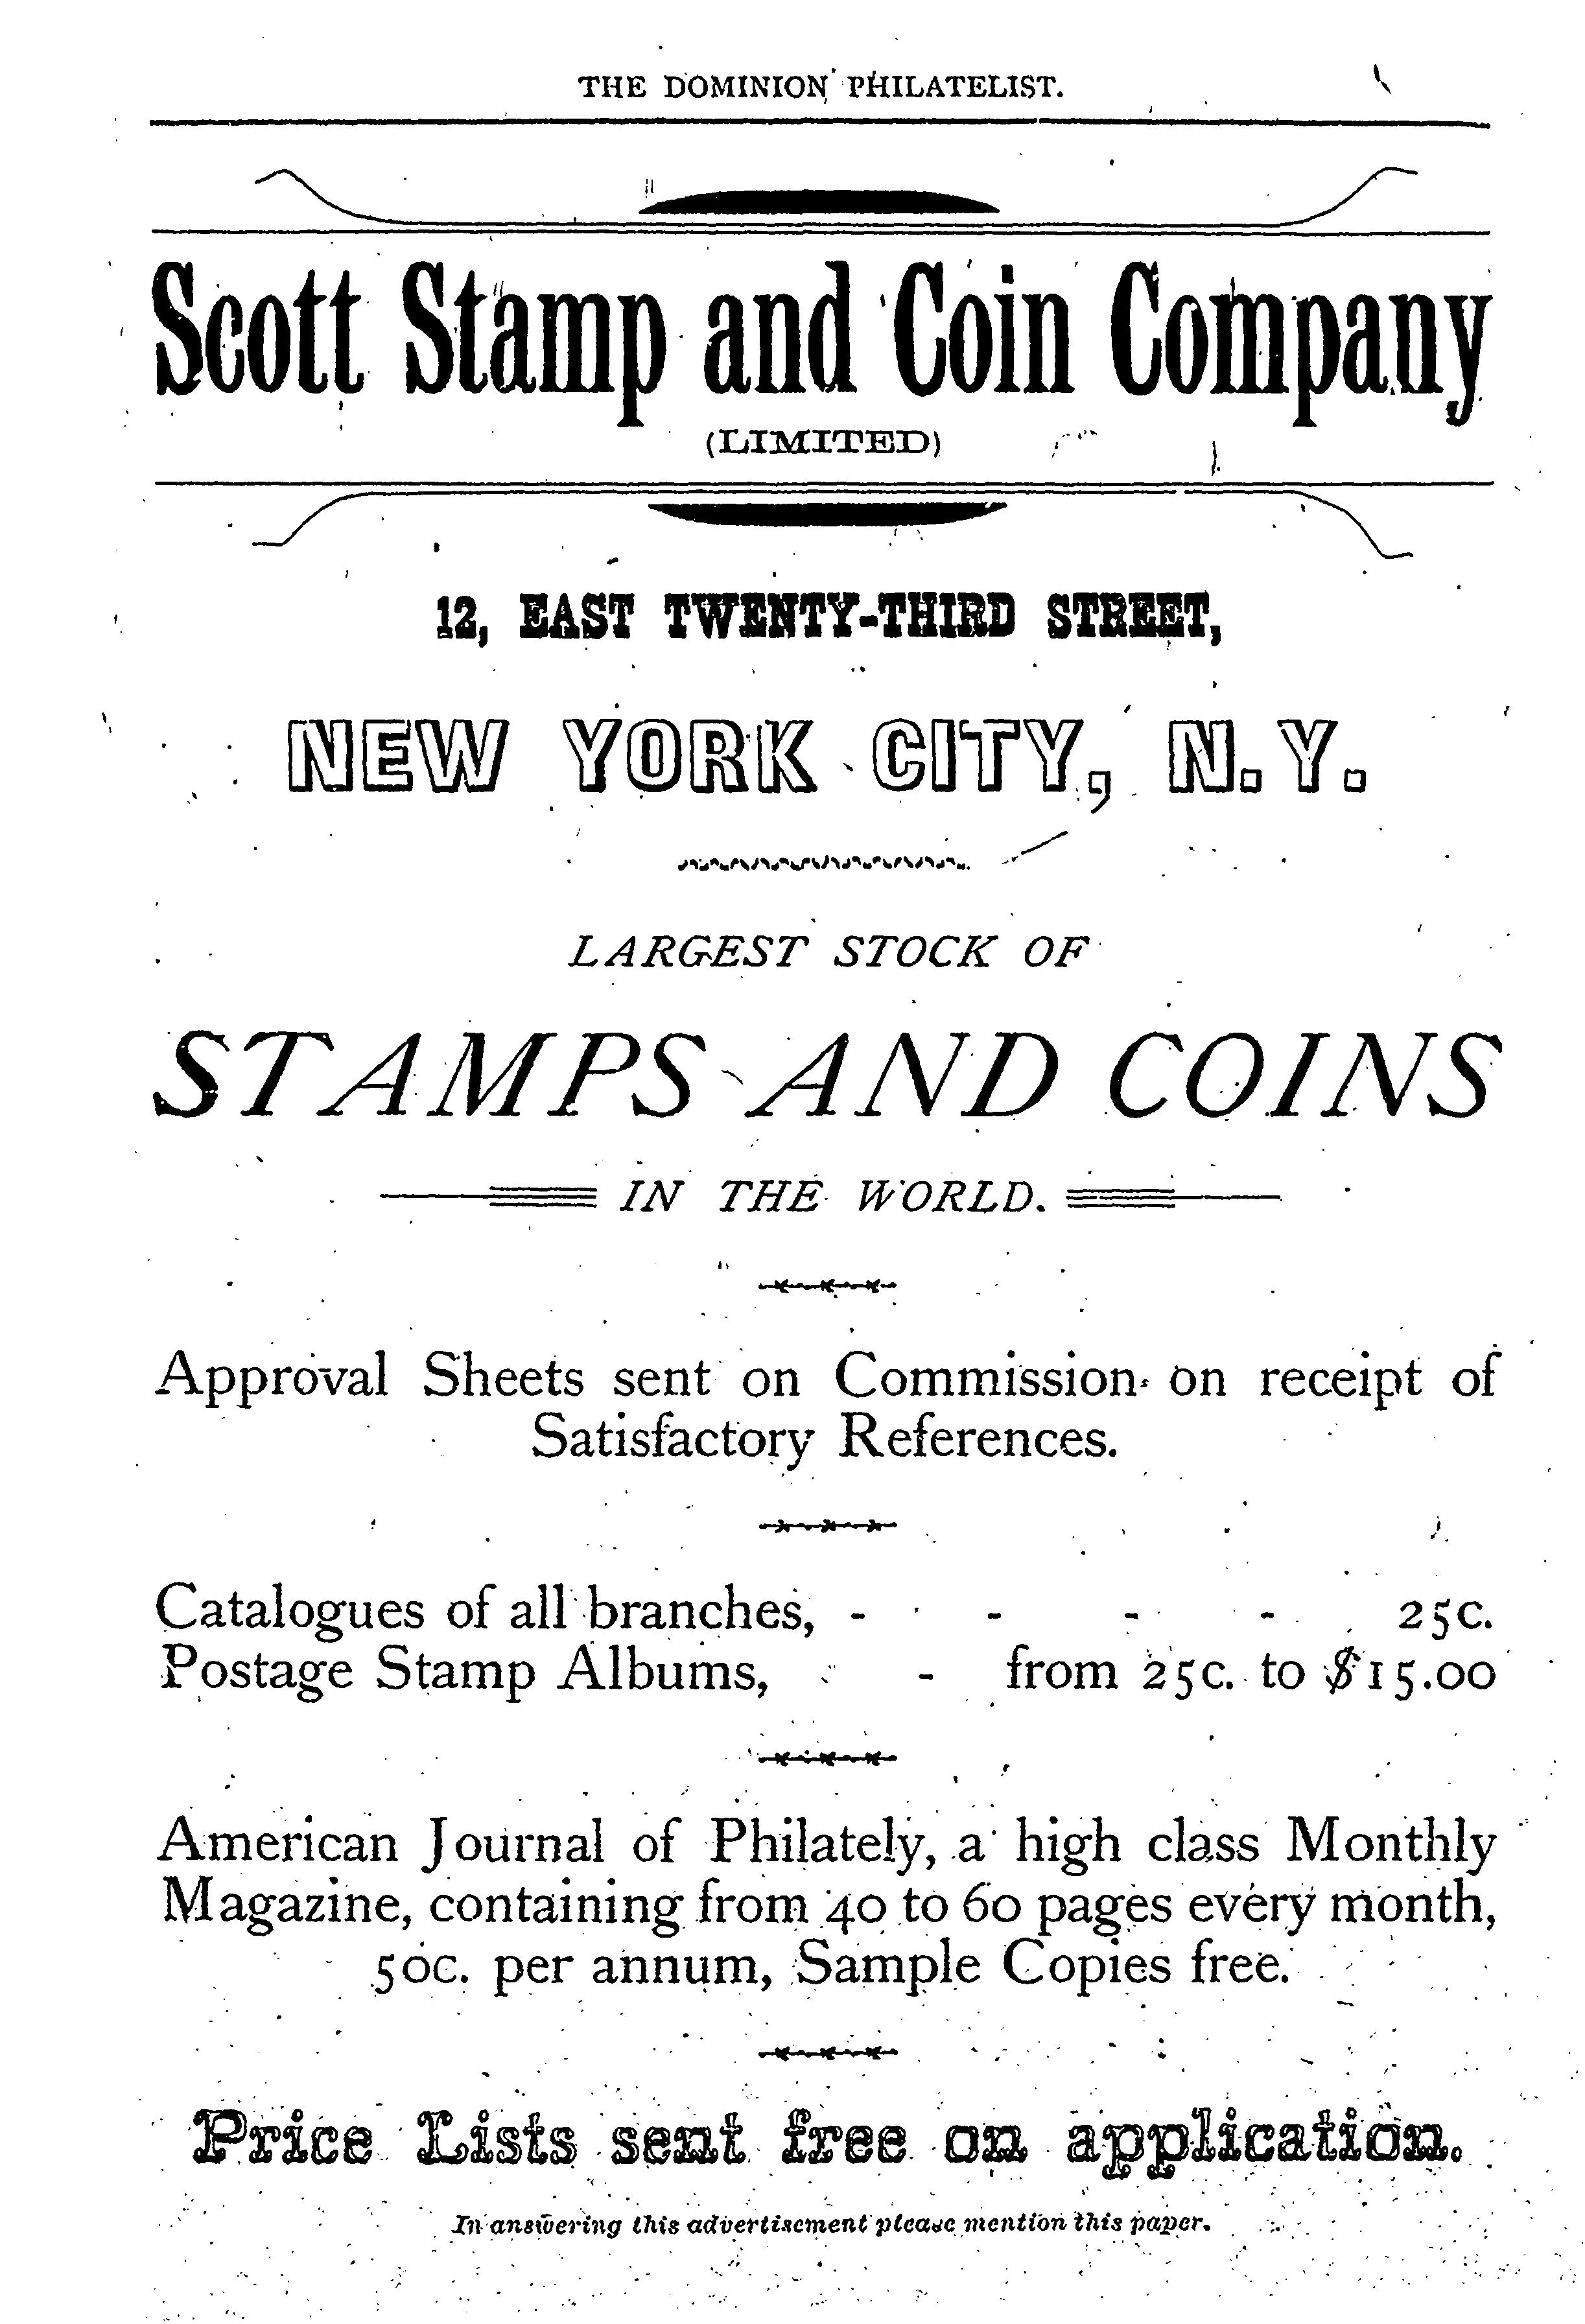 THE DOMINION PHILATELIST.
Scott Stamp and Coin Company
(LIMITED)
12, EAST TWENTY-THIRD STREET,
NEW YORK CITY, N.Y.
LARGEST STOCK OF
STAMPS AND COINS
IN THE WORLD.
Approval Sheets sent on Commission on receipt of
Satisfactory References.
Catalogues of all branches, - - - - 25c.
Postage Stamp Albums, - from 25c. to $15.00
American Journal of Philately, a high class Monthly
Magazine, containing from 40 to 60 pages every month,
50c. per annum, Sample Copies free.
Price Lists sent free on application.
In answering this advertisement please mention this paper.